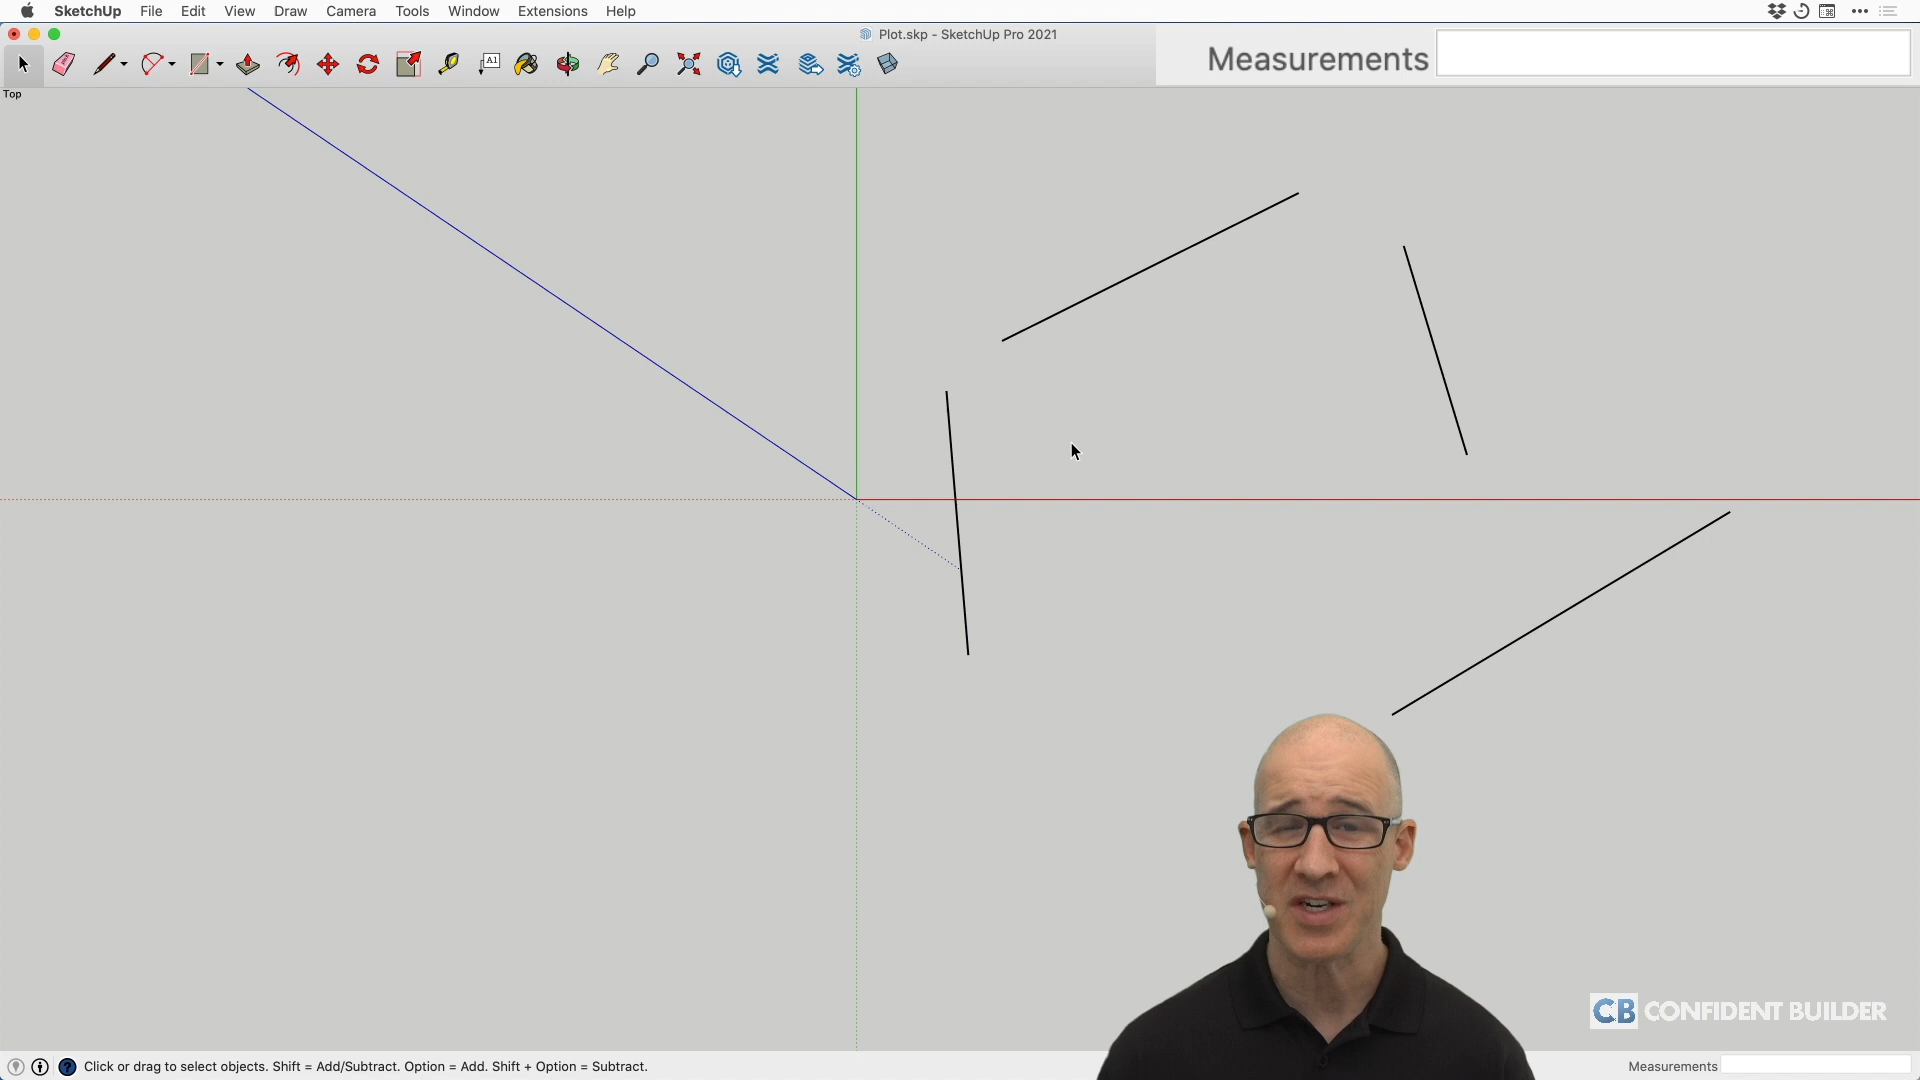 SketchUp File Edit View Draw Camera Tools Window Extensions Help
Plot.skp - SketchUp Pro 2021
A1
Measurements
Top
CB CONFIDENT BUILDER
Click or drag to select objects. Shift = Add/Subtract. Option = Add. Shift + Option = Subtract.
Measurements